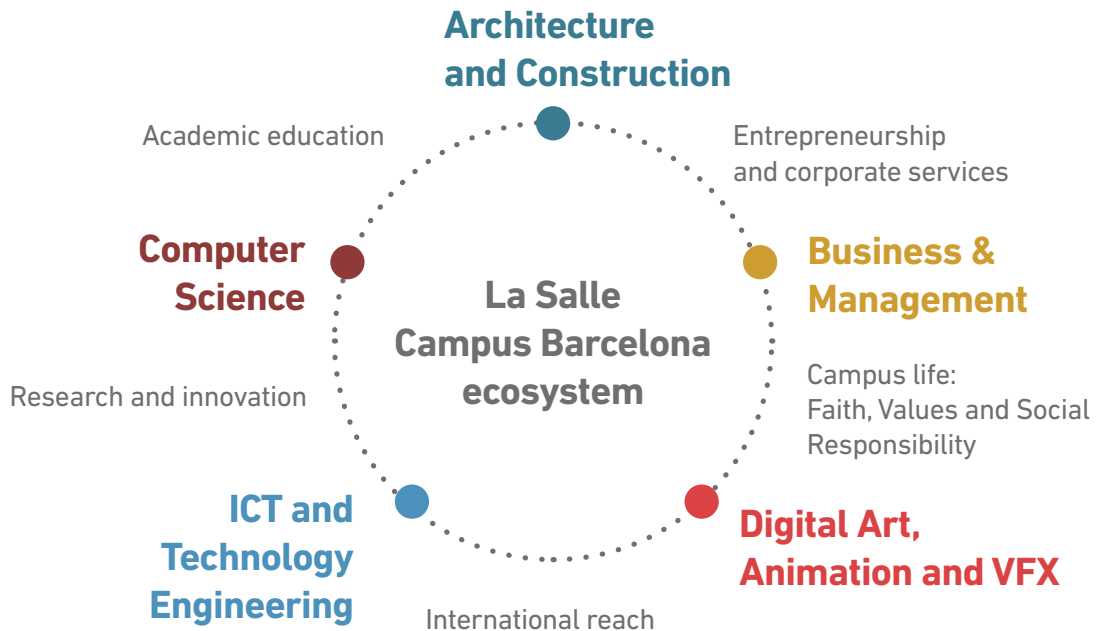 Architecture
and Construction
Academic education
Entrepreneurship
and corporate services
Computer
Science
Business &
Management
La Salle
Campus Barcelona
ecosystem
Research and innovation
Campus life:
Faith, Values and Social
Responsibility
ICT and
Technology
Engineering
Digital Art,
Animation and VFX
International reach